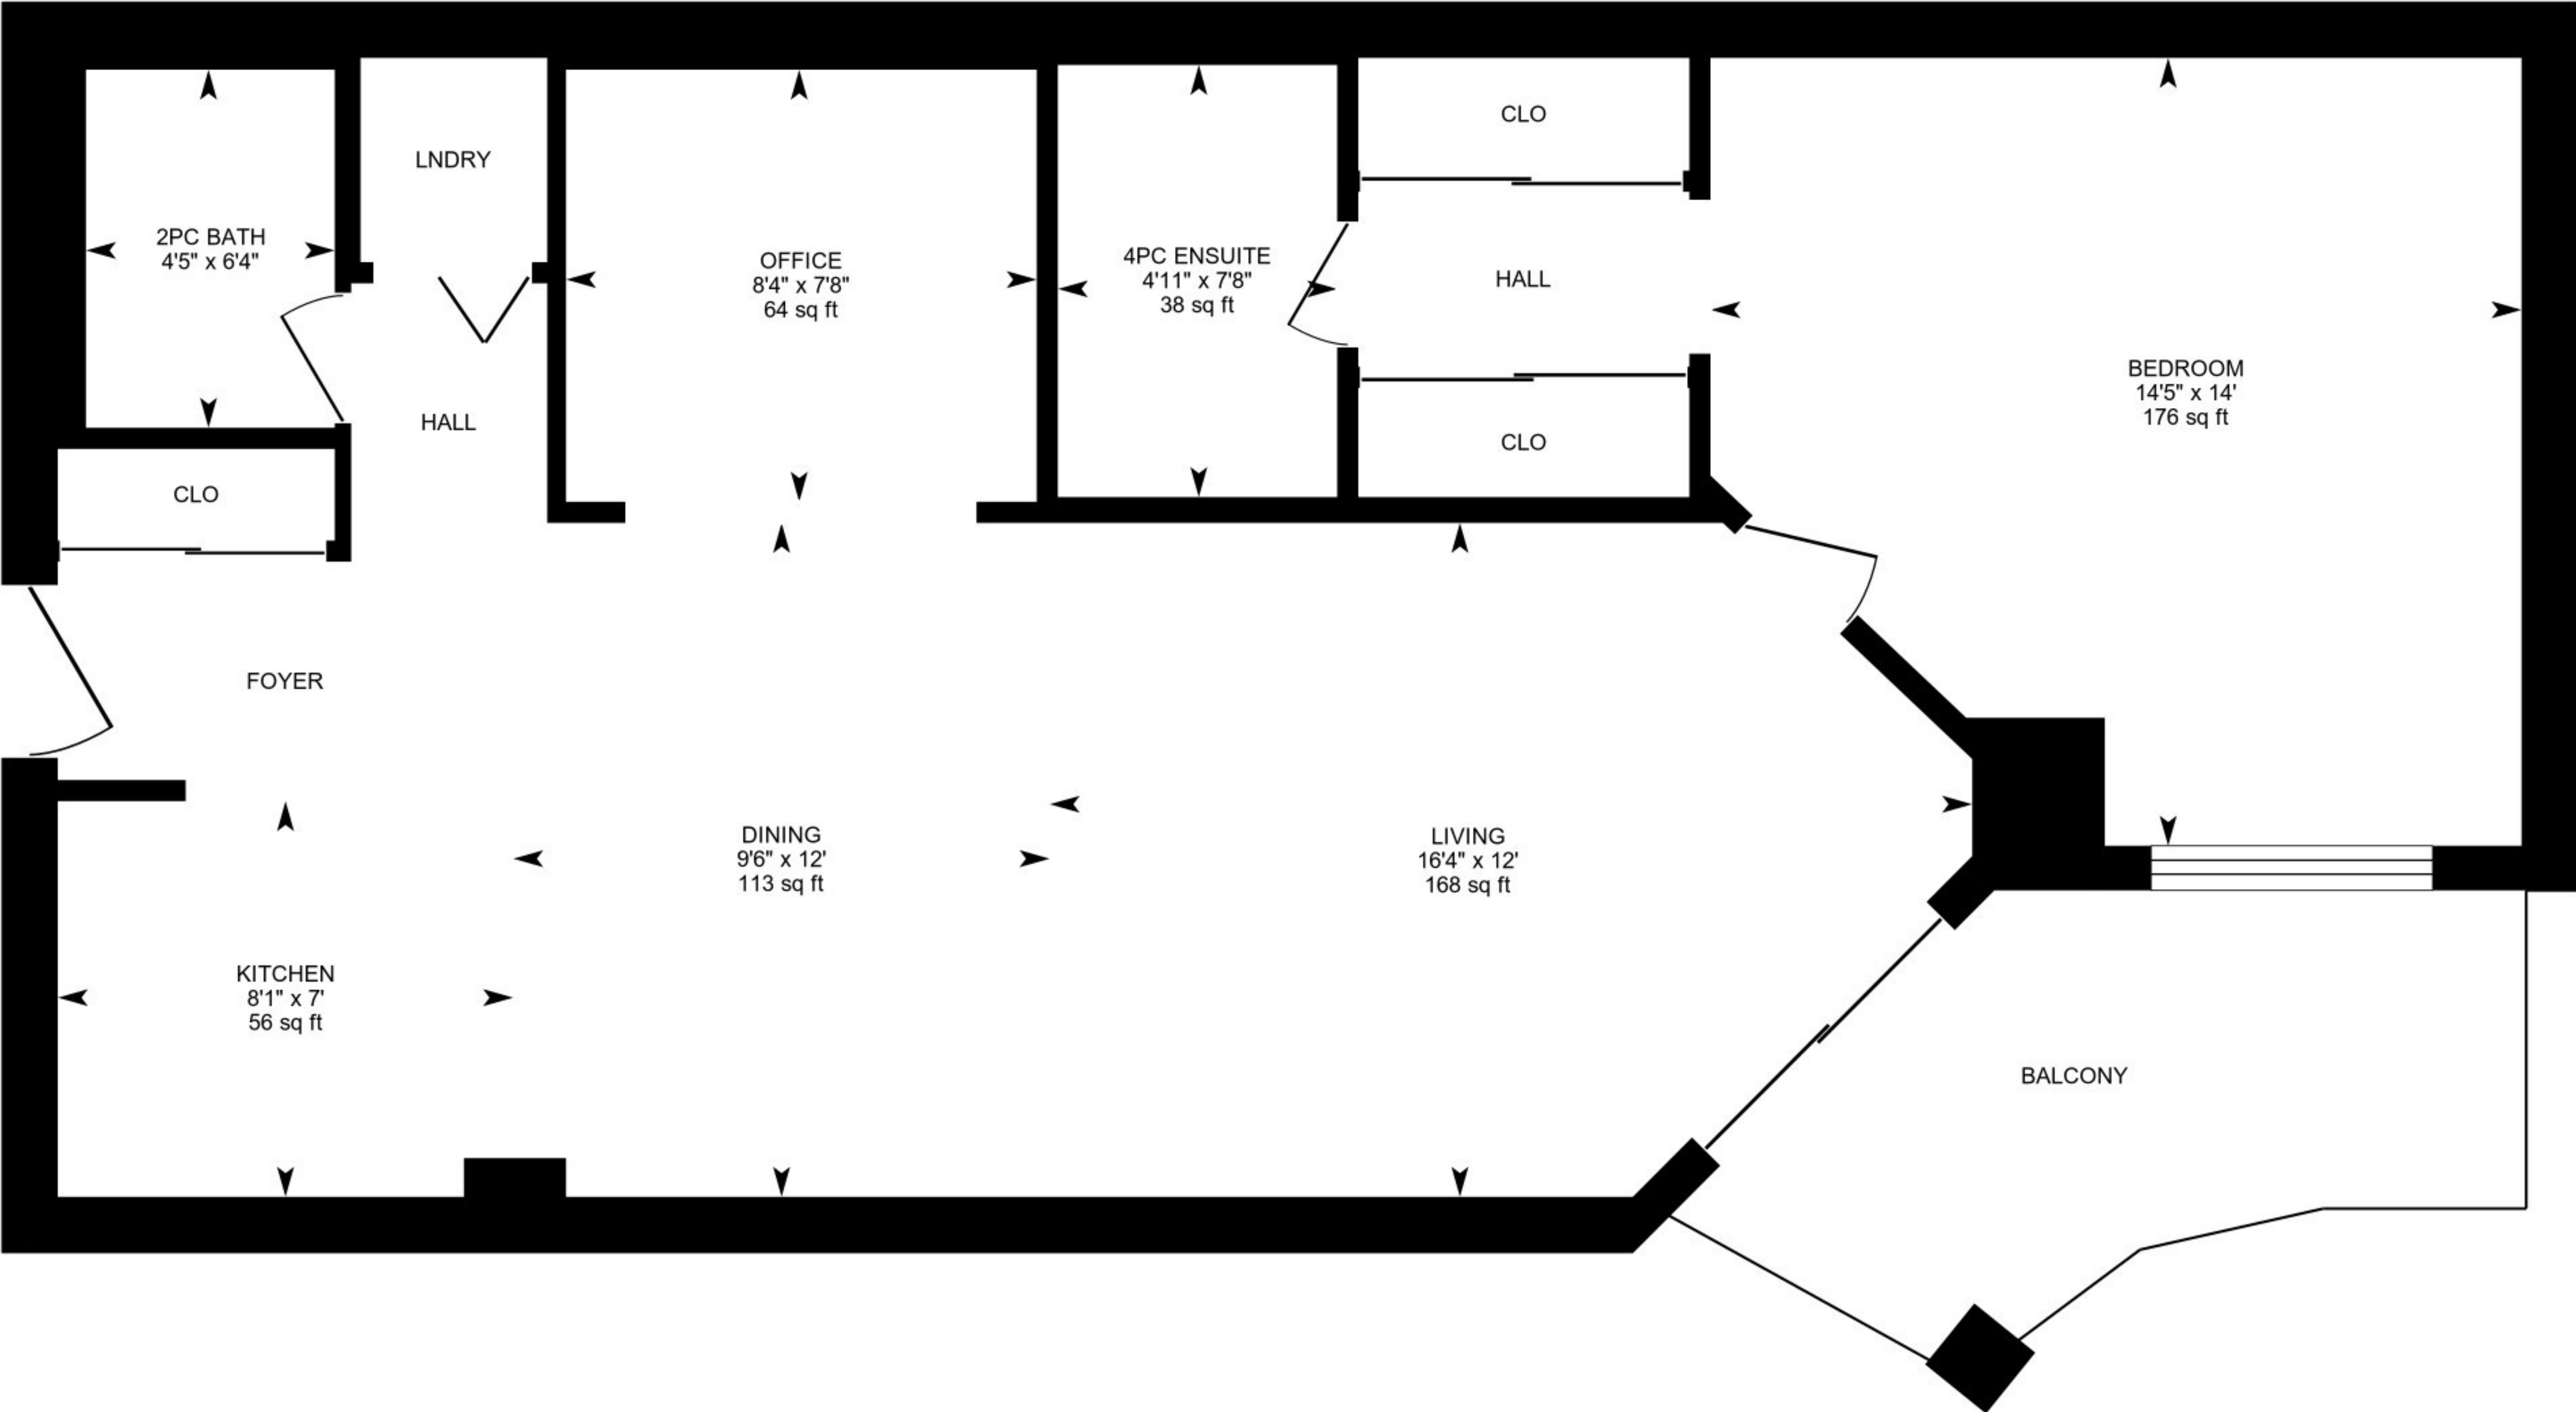 LNDRY
2PC BATH
4'5" x 6'4"
OFFICE
8'4" x 7'8"
64 sq ft
4PC ENSUITE
4'11" x 7'8"
38 sq ft
CLO
HALL
CLO
BEDROOM
14'5" x 14'
176 sq ft
HALL
CLO
FOYER
DINING
9'6" x 12'
113 sq ft
LIVING
16'4" x 12'
168 sq ft
KITCHEN
8'1" x 7'
56 sq ft
BALCONY